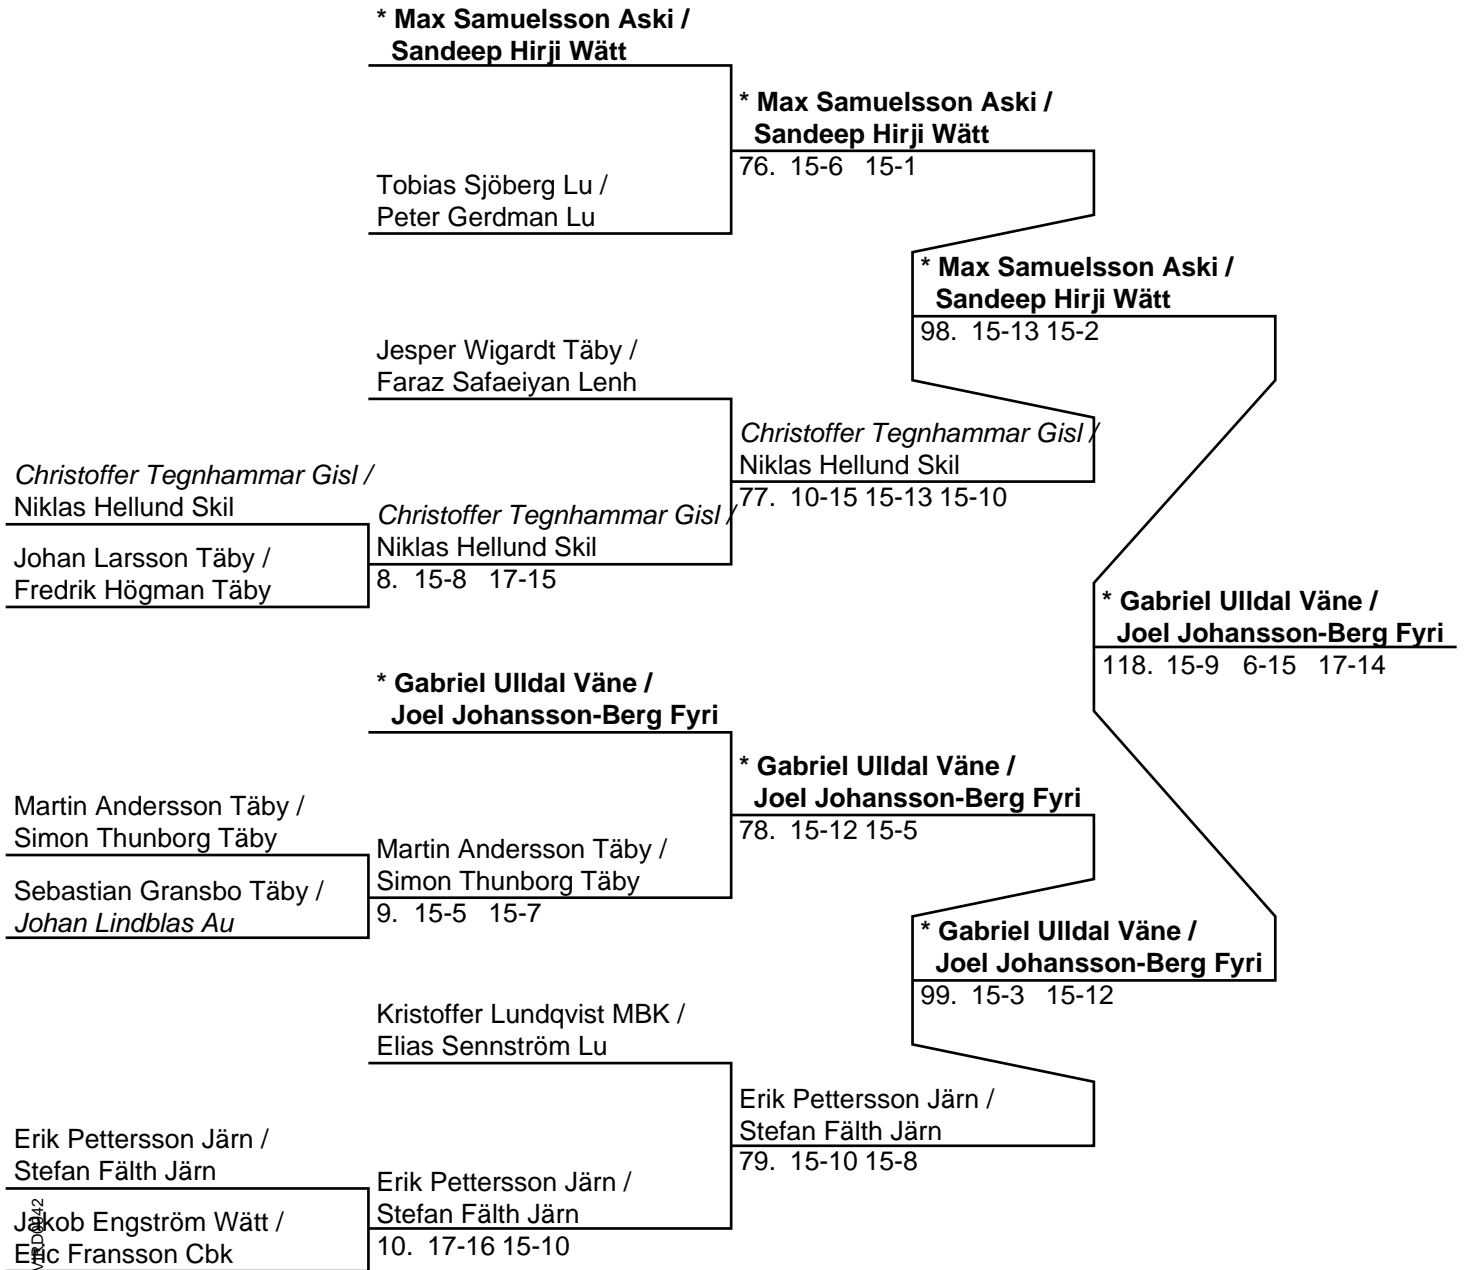 * Max Samuelsson Aski /
Sandeep Hirji Wätt
* Max Samuelsson Aski /
Sandeep Hirji Wätt
76. 15-6 15-1
Tobias Sjöberg Lu /
Peter Gerdman Lu
* Max Samuelsson Aski /
Sandeep Hirji Wätt
98. 15-13 15-2
Jesper Wigardt Täby /
Faraz Safaeiyan Lenh
Christoffer Tegnhammar Gisl /
Niklas Hellund Skil
77. 10-15 15-13 15-10
Christoffer Tegnhammar Gisl /
Niklas Hellund Skil
Christoffer Tegnhammar Gisl /
Niklas Hellund Skil
8. 15-8 17-15
Johan Larsson Täby /
Fredrik Högman Täby
* Gabriel Ulldal Väne /
Joel Johansson-Berg Fyri
118. 15-9 6-15 17-14
* Gabriel Ulldal Väne /
Joel Johansson-Berg Fyri
* Gabriel Ulldal Väne /
Joel Johansson-Berg Fyri
78. 15-12 15-5
Martin Andersson Täby /
Simon Thunborg Täby
Martin Andersson Täby /
Simon Thunborg Täby
9. 15-5 15-7
Sebastian Gransbo Täby /
Johan Lindblas Au
* Gabriel Ulldal Väne /
Joel Johansson-Berg Fyri
99. 15-3 15-12
Kristoffer Lundqvist MBK /
Elias Sennström Lu
Erik Pettersson Järn /
Stefan Fälth Järn
79. 15-10 15-8
Erik Pettersson Järn /
Stefan Fälth Järn
Erik Pettersson Järn /
Stefan Fälth Järn
10. 17-16 15-10
Jakob Engström Wätt /
Eric Fransson Cbk